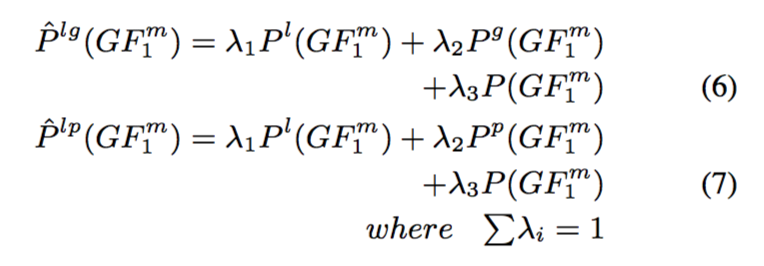 P̂^{lg}(GF_1^m) = λ_1 P^l(GF_1^m) + λ_2 P^g(GF_1^m)
+λ_3 P(GF_1^m) (6)
P̂^{lp}(GF_1^m) = λ_1 P^l(GF_1^m) + λ_2 P^p(GF_1^m)
+λ_3 P(GF_1^m) (7)
where ∑λ_i = 1